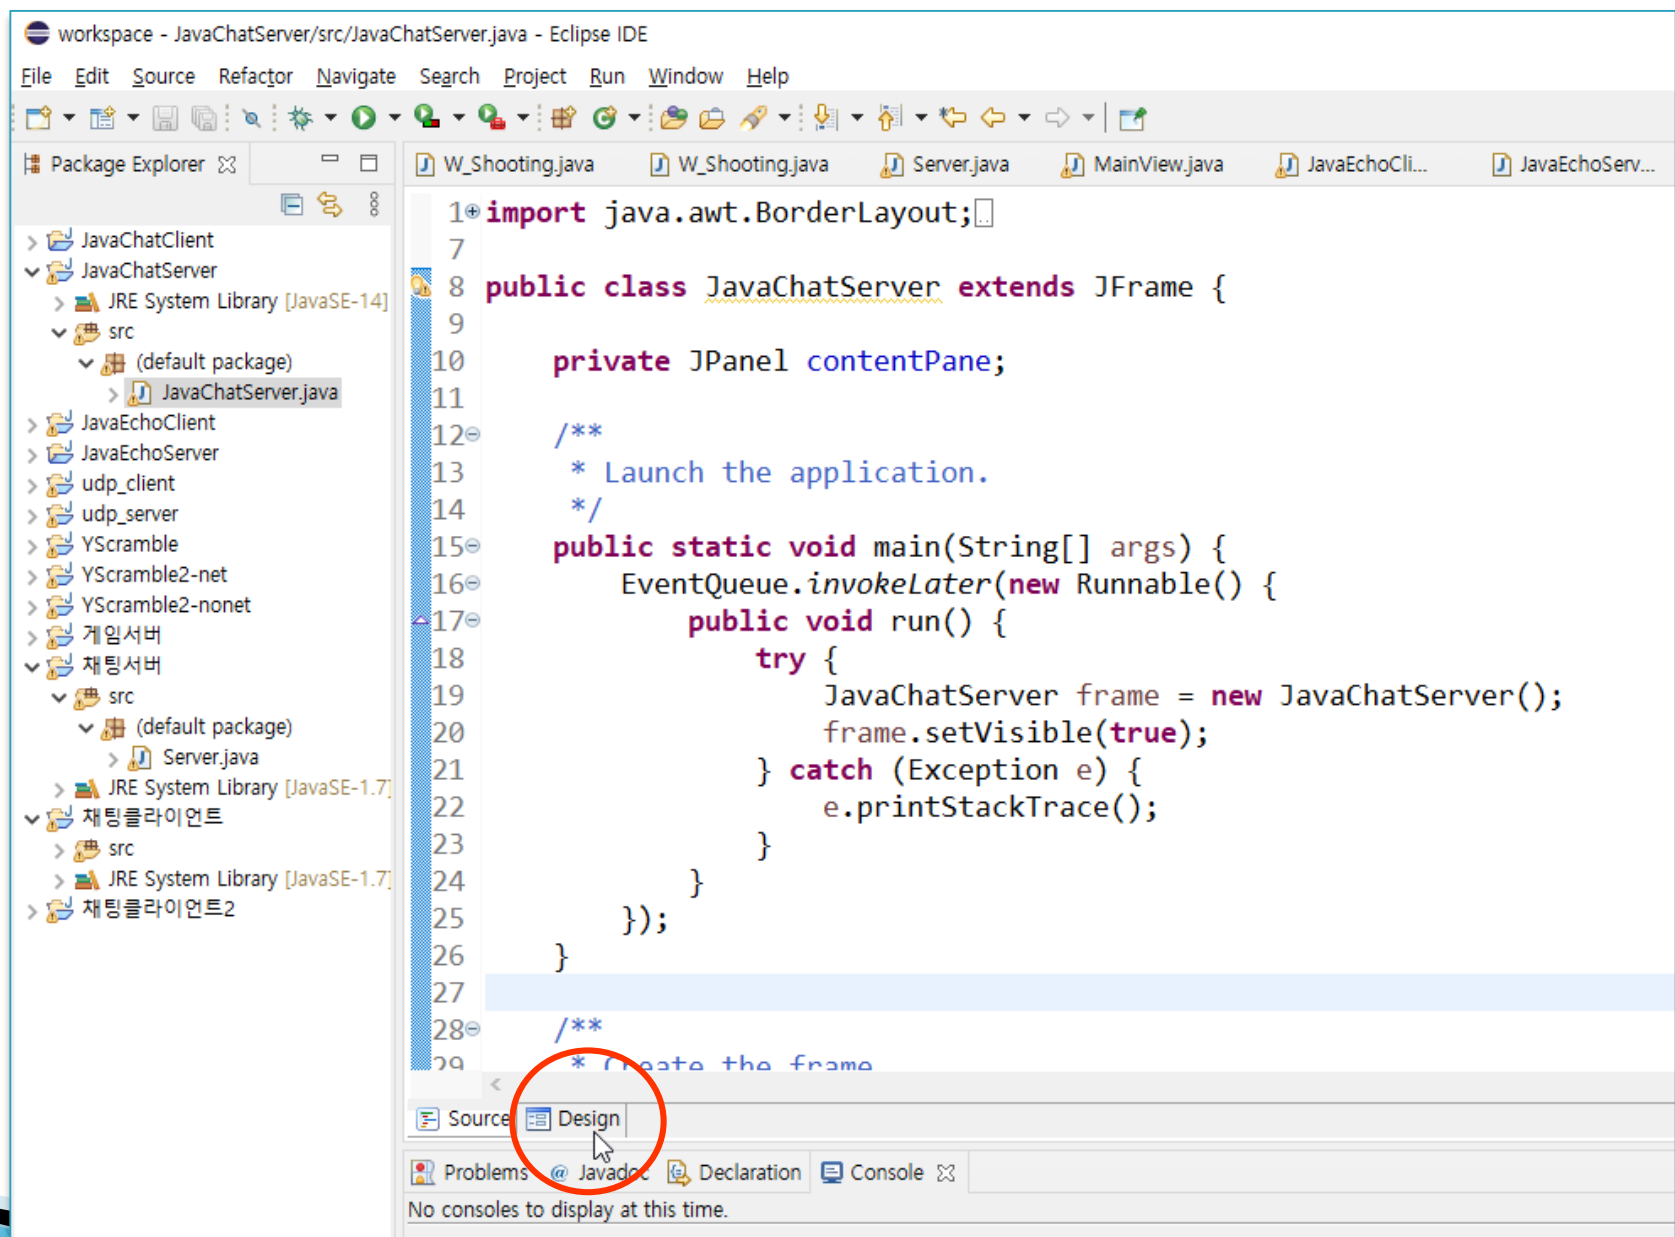 workspace - JavaChatServer/src/JavaChatServer.java - Eclipse IDE
File Edit Source Refactor Navigate Search Project Run Window Help
Package Explorer
W_Shooting.java W_Shooting.java Server.java MainView.java JavaEchoCli... JavaEchoServ...
JavaChatClient
JavaChatServer
JRE System Library [JavaSE-14]
src
(default package)
JavaChatServer.java
JavaEchoClient
JavaEchoServer
udp_client
udp_server
YScramble
YScramble2-net
YScramble2-nonet
게임서버
채팅서버
src
(default package)
Server.java
JRE System Library [JavaSE-1.7]
채팅클라이언트
src
JRE System Library [JavaSE-1.7]
채팅클라이언트2
1 import java.awt.BorderLayout;
7
8 public class JavaChatServer extends JFrame {
9
10 private JPanel contentPane;
11
12 /**
13 * Launch the application.
14 */
15 public static void main(String[] args) {
16 EventQueue.invokeLater(new Runnable() {
17 public void run() {
18 try {
19 JavaChatServer frame = new JavaChatServer();
20 frame.setVisible(true);
21 } catch (Exception e) {
22 e.printStackTrace();
23 }
24 }
25 });
26 }
27
28 /**
29 * Create the frame
Source Design
Problems @ Javadoc Declaration Console
No consoles to display at this time.